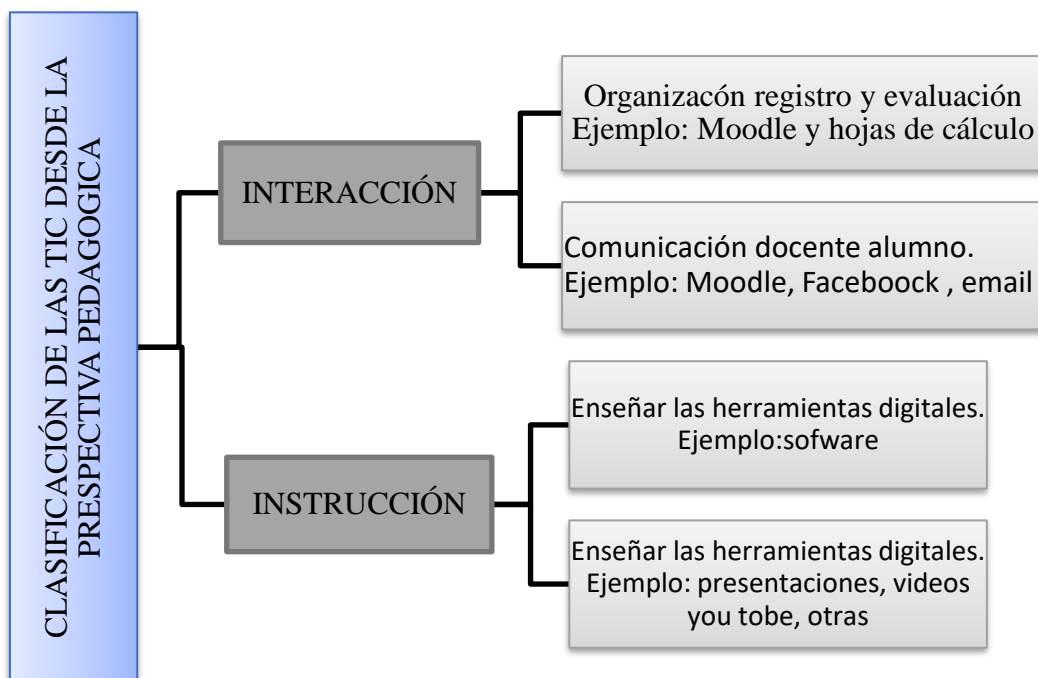 CLASIFICACIÓN DE LAS TIC DESDE LA
PRESPECTIVA PEDAGOGICA
INTERACCIÓN
Organizacón registro y evaluación
Ejemplo: Moodle y hojas de cálculo
Comunicación docente alumno.
Ejemplo: Moodle, Faceboock , email
INSTRUCCIÓN
Enseñar las herramientas digitales.
Ejemplo:sofware
Enseñar las herramientas digitales.
Ejemplo: presentaciones, videos
you tobe, otras